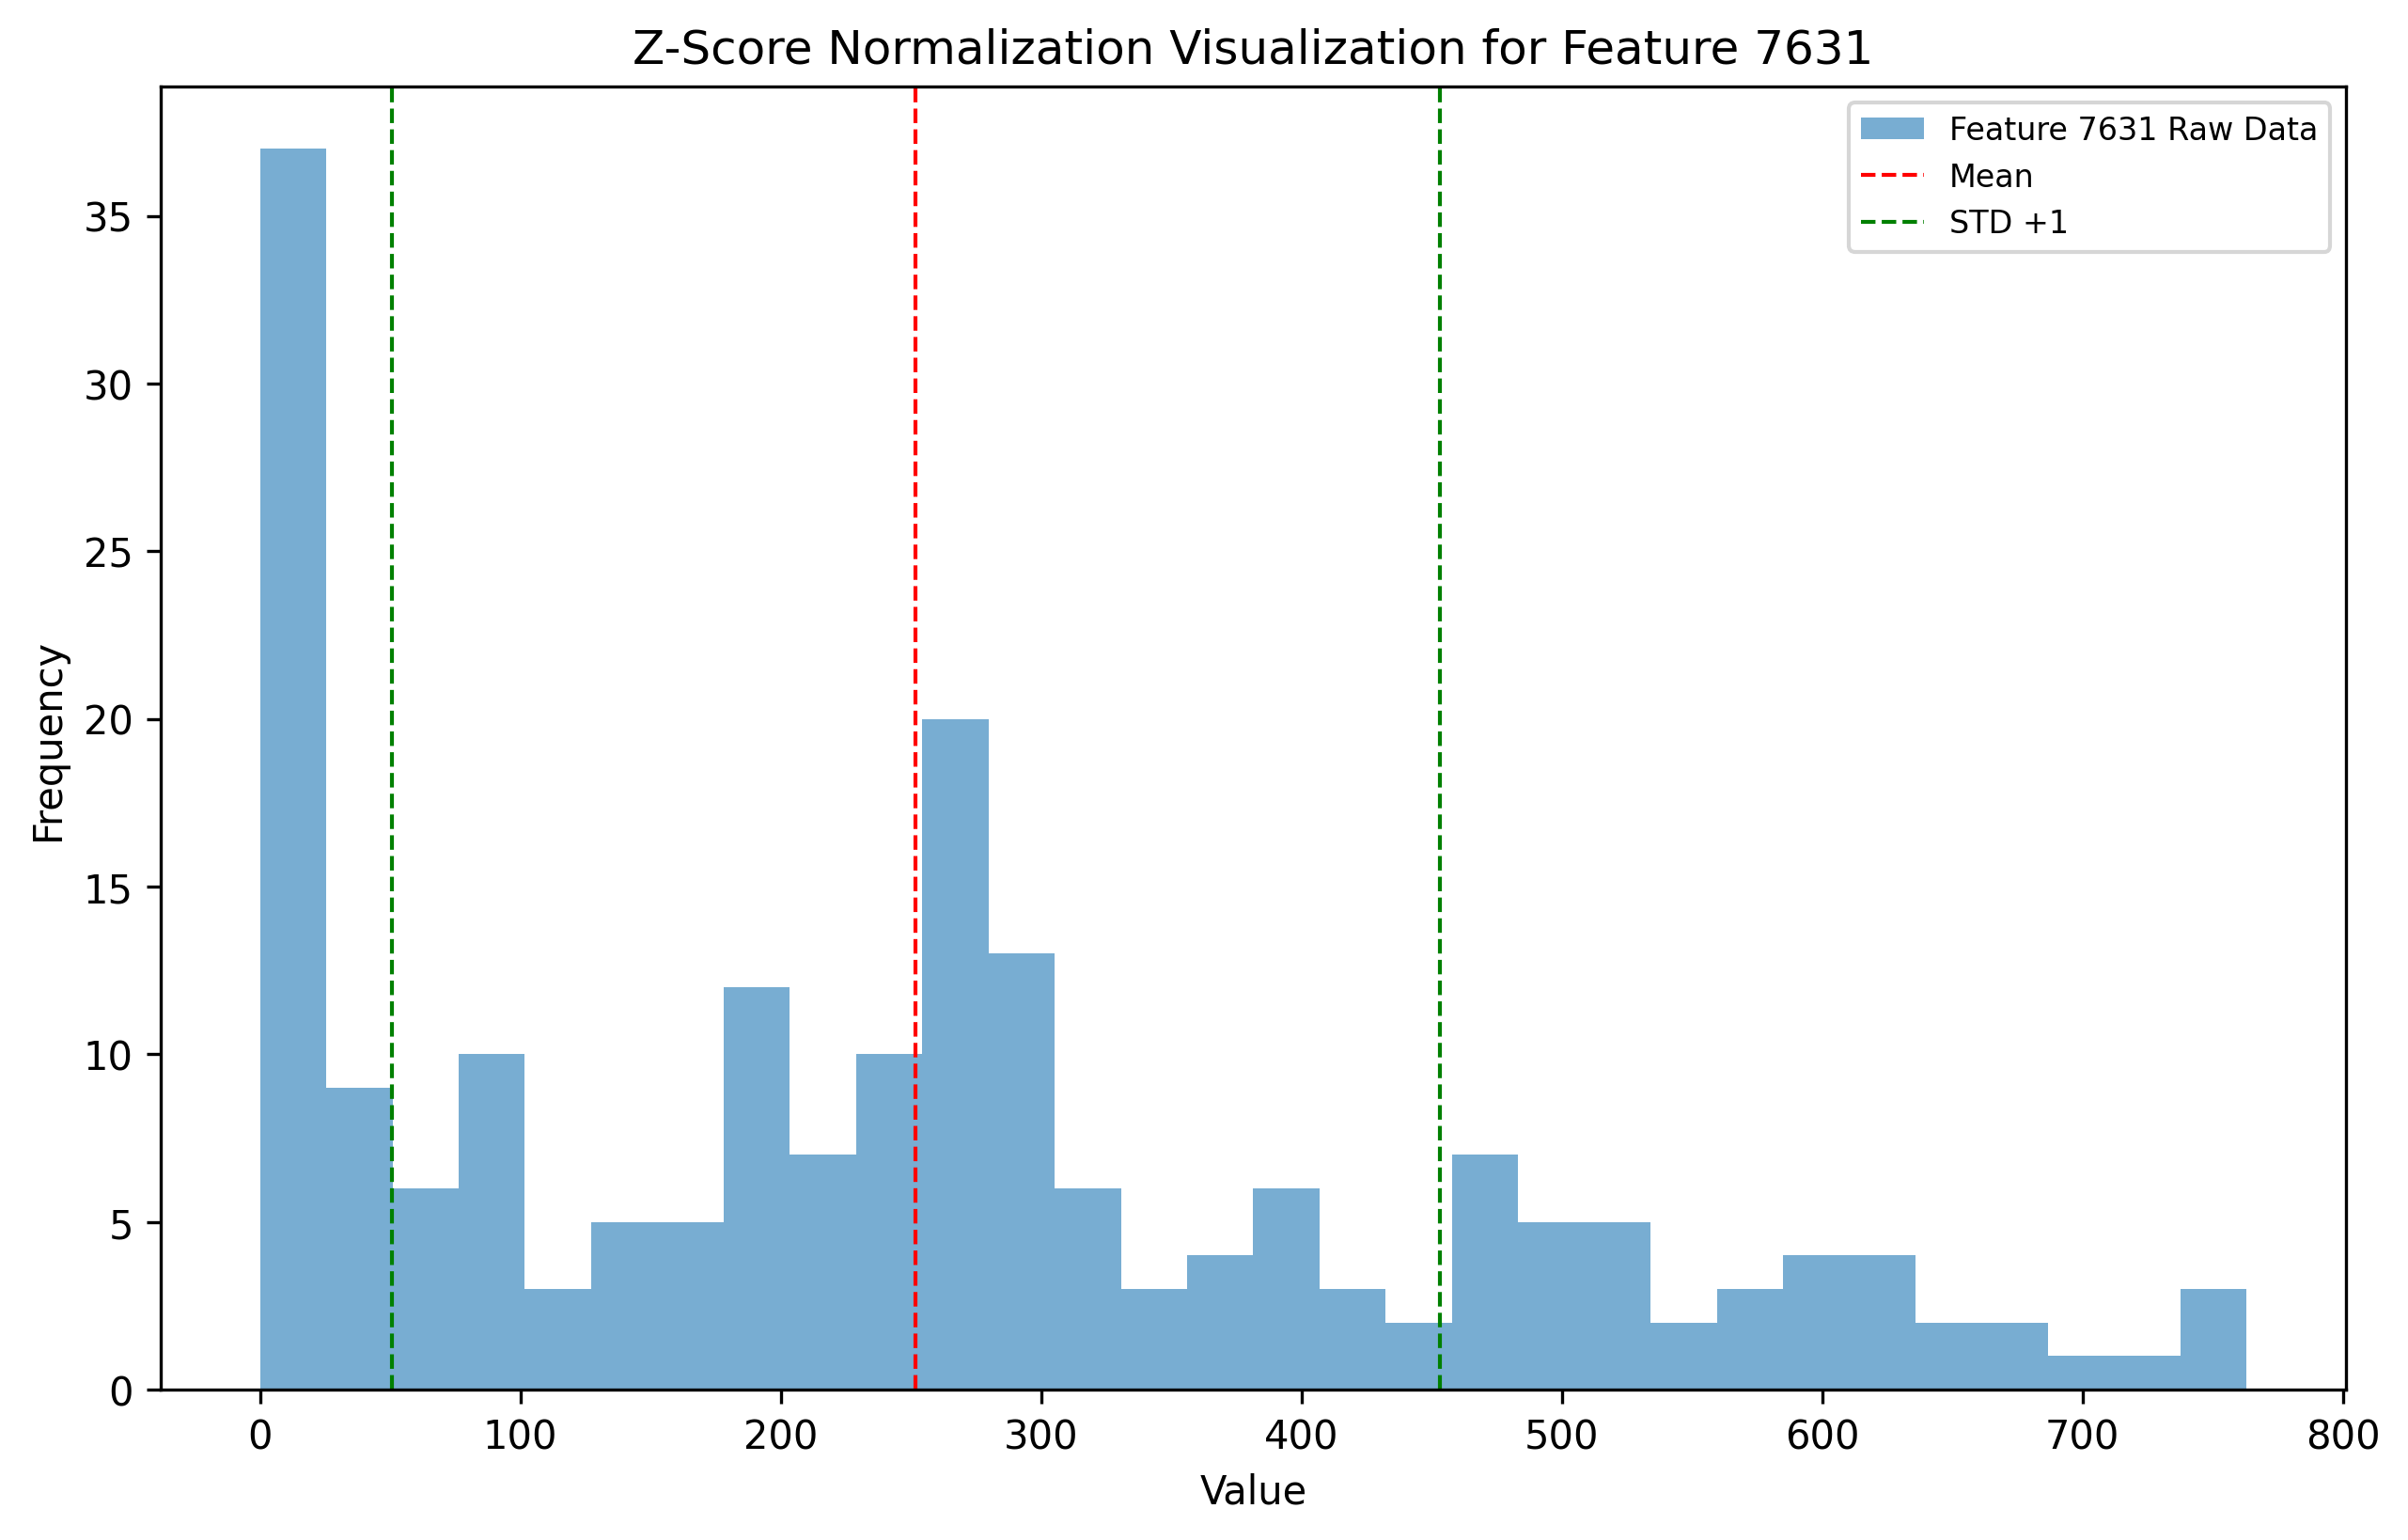 Z-Score Normalization Visualization for Feature 7631
Feature 7631 Raw Data
Mean
STD +1
Frequency
35
30
25
20
15
10
5
0
0 100 200 300 400 500 600 700 800
Value